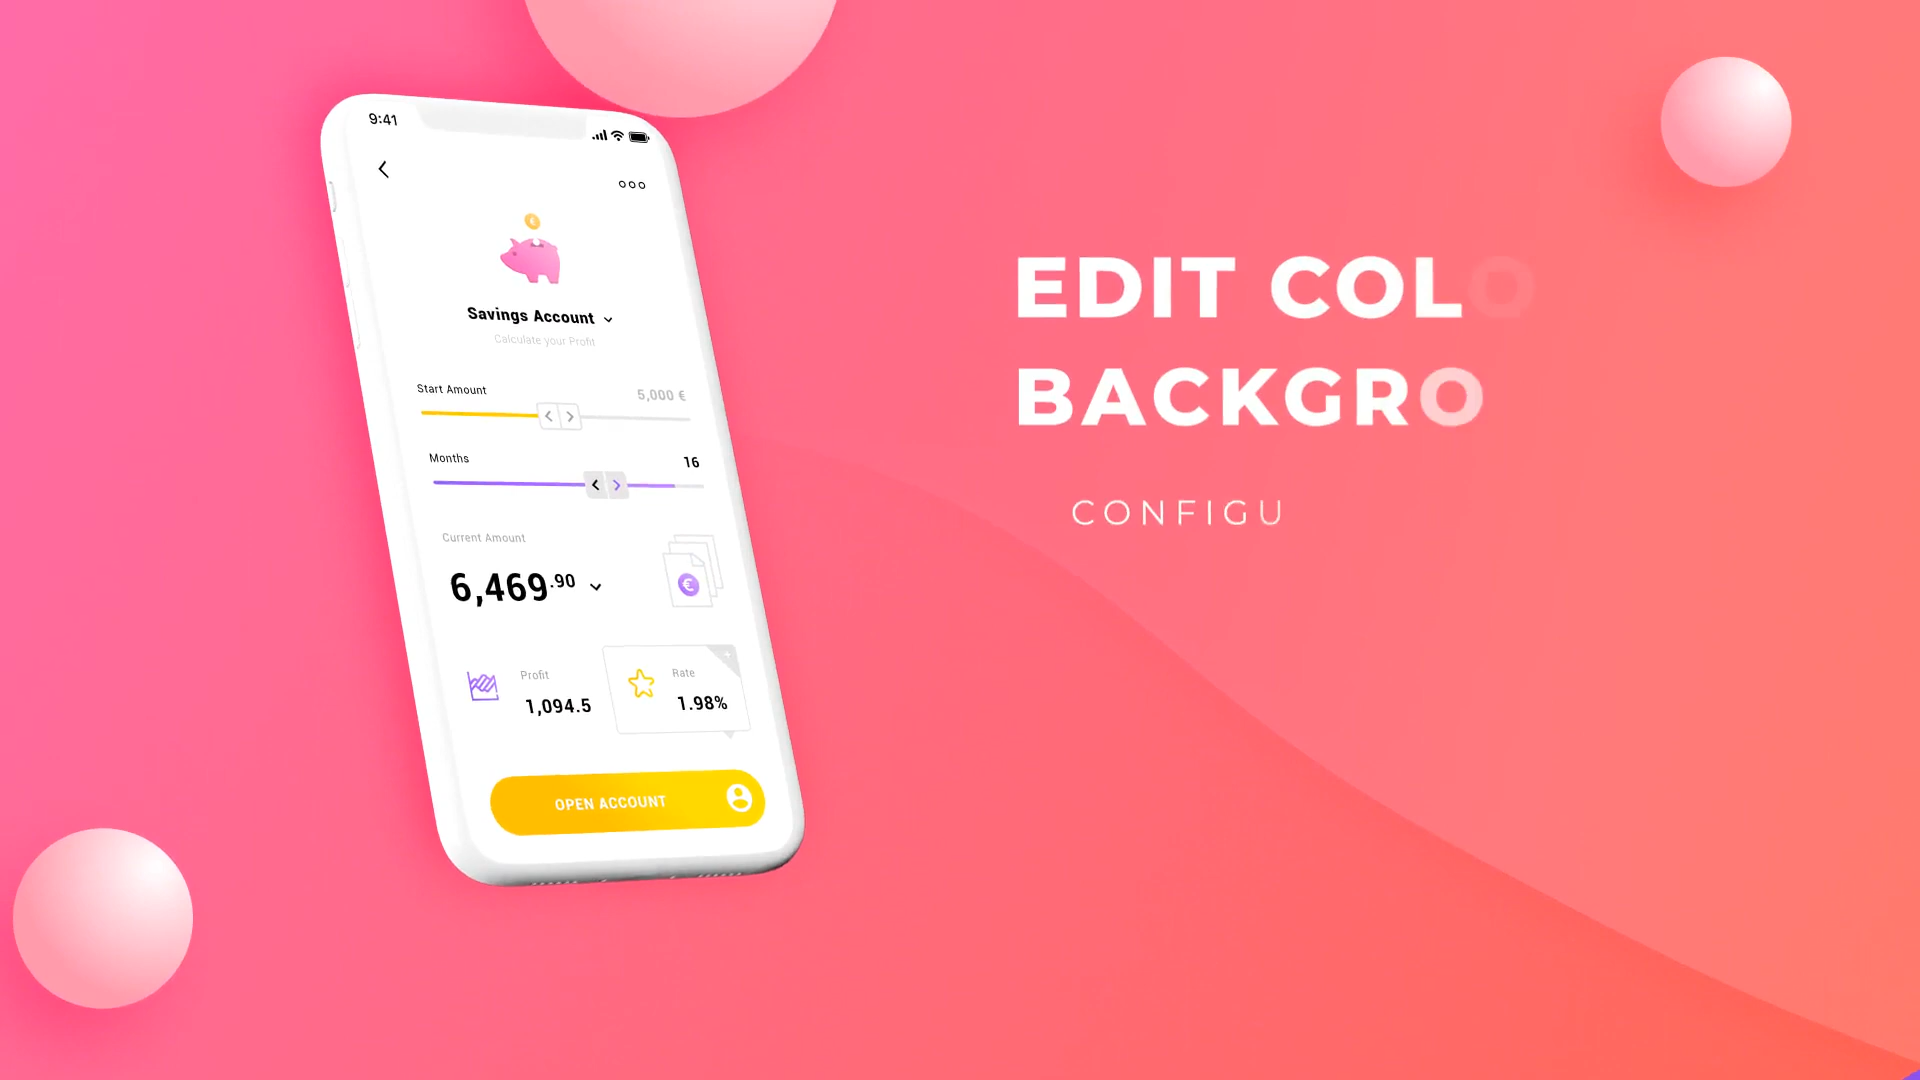 9:41
Savings Account
Calculate your Profit
Start Amount
5,000 €
Months
16
Current Amount
6,469.90
€
Profit
1,094.5
Rate
1.98%
OPEN ACCOUNT
EDIT COLO
BACKGRO
CONFIGU